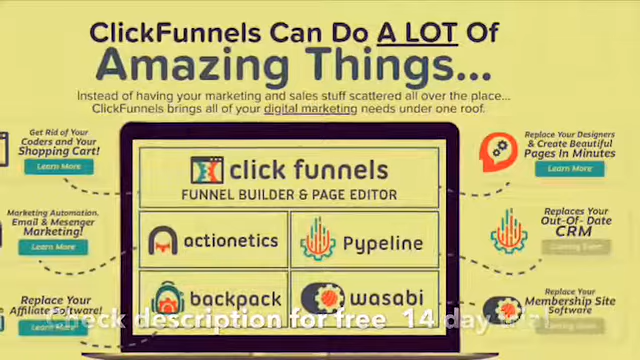 ClickFunnels Can Do A LOT Of
Amazing Things...
Instead of having your marketing and sales stuff scattered all over the place...
ClickFunnels brings all of your digital marketing needs under one roof.
Get Rid of Your
Coders and Your
Shopping Cart!
Learn More
Marketing Automation,
Email & Mesenger
Marketing!
Learn More
Replace Your
Affiliate Software!
Learn More
click funnels
FUNNEL BUILDER & PAGE EDITOR
actionetics
Pypeline
backpack
wasabi
Replace Your Designers
& Create Beautiful
Pages In Minutes
Learn More
Replaces Your
Out-Of-Date
CRM
Coming Soon
Replace Your
Membership Site
Software
Coming Soon
Check description for free 14 day trial